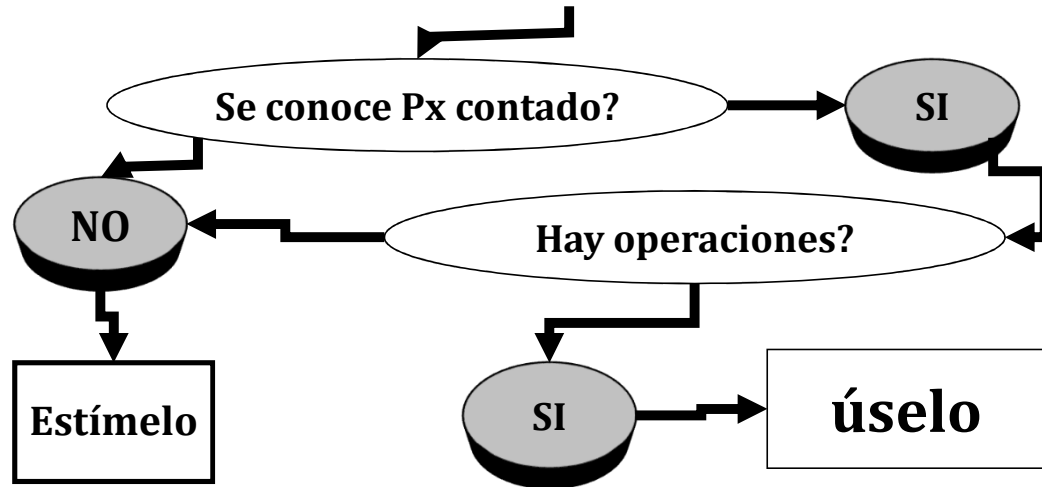 Se conoce Px contado?
SI
NO
Hay operaciones?
Estímelo
SI
úselo